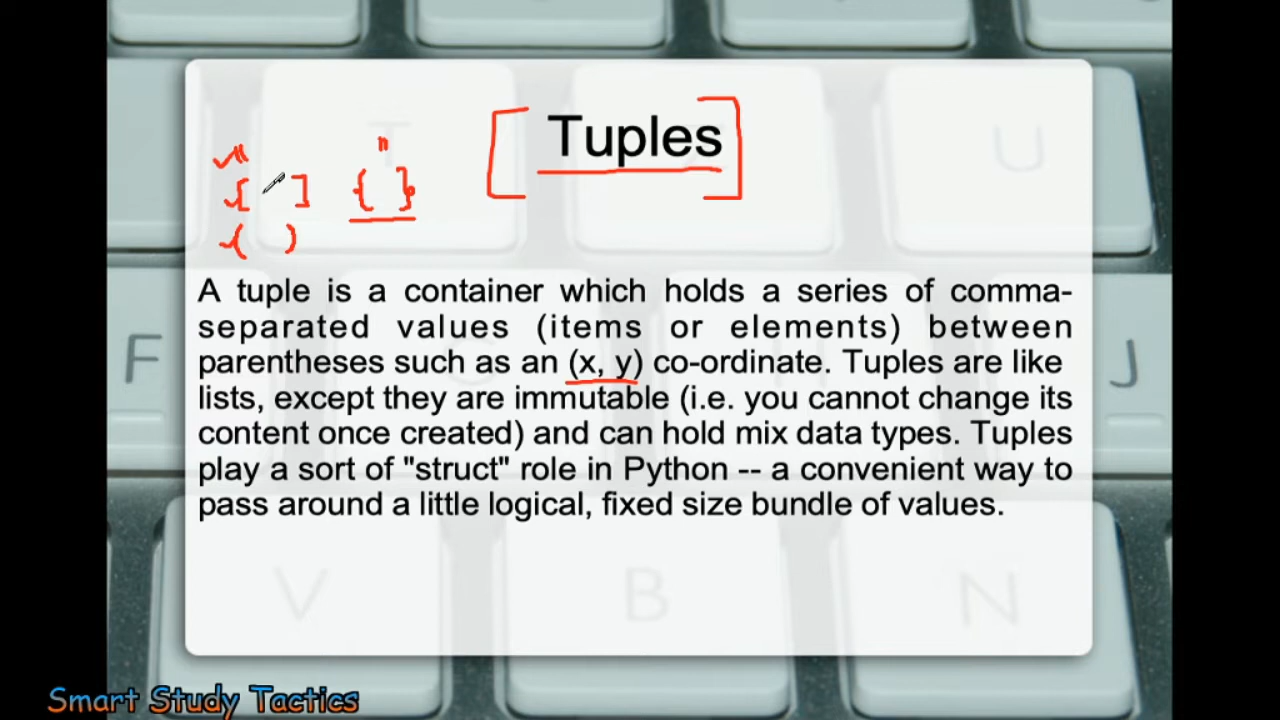 Tuples
"
[ ] { }
( )
A tuple is a container which holds a series of comma-
separated values (items or elements) between
parentheses such as an (x, y) co-ordinate. Tuples are like
lists, except they are immutable (i.e. you cannot change its
content once created) and can hold mix data types. Tuples
play a sort of "struct" role in Python -- a convenient way to
pass around a little logical, fixed size bundle of values.
F
J
T
U
V
B
N
Smart Study Tactics